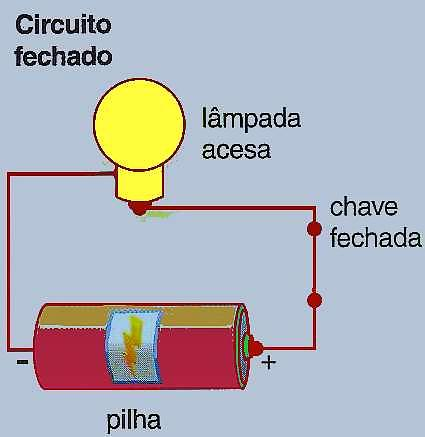 Circuito
fechado
lâmpada
acesa
chave
fechada
-
+
pilha